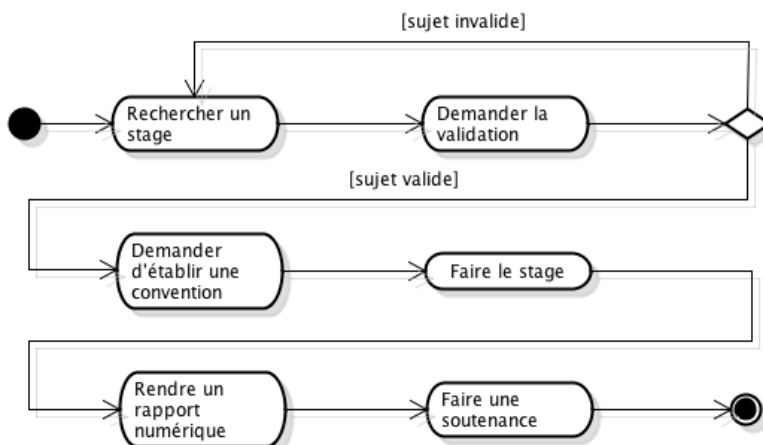 [sujet invalide]
Rechercher un
stage
Demander la
validation
[sujet valide]
Demander
d'établir une
convention
Faire le stage
Rendre un
rapport
numérique
Faire une
soutenance